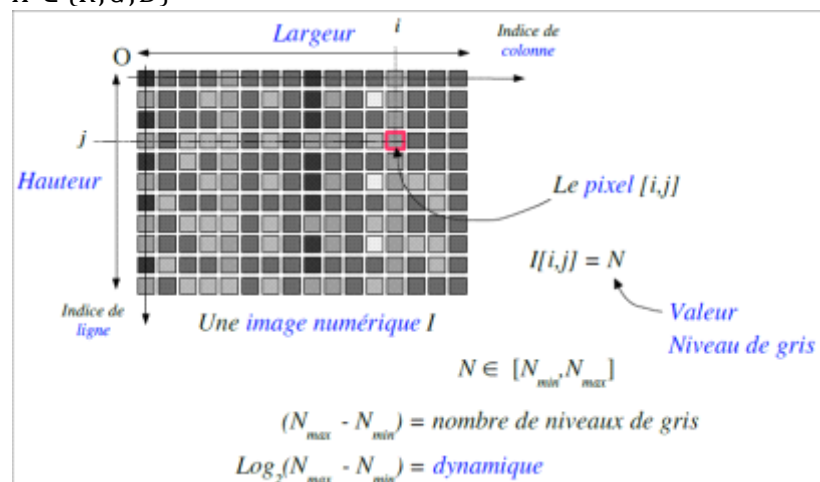 Largeur
i
Indice de
colonne
O
j
Hauteur
Le pixel [i,j]
I[i,j] = N
Indice de
ligne
Une image numérique I
Valeur
Niveau de gris
N ∈ [Nmin,Nmax]
(Nmax - Nmin) = nombre de niveaux de gris
Log2(Nmax - Nmin) = dynamique